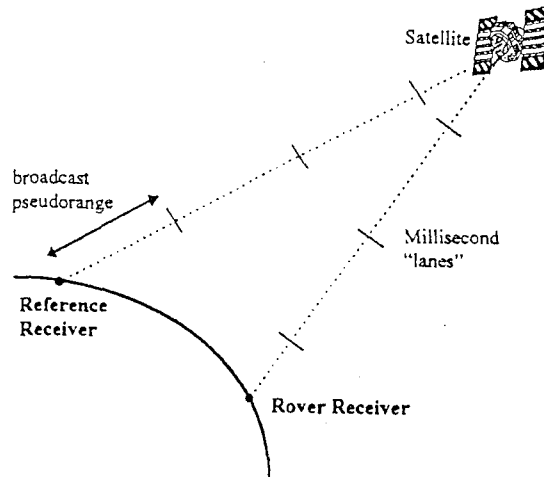 Satellite
broadcast
pseudorange
Millisecond
"lanes"
Reference
Receiver
Rover Receiver